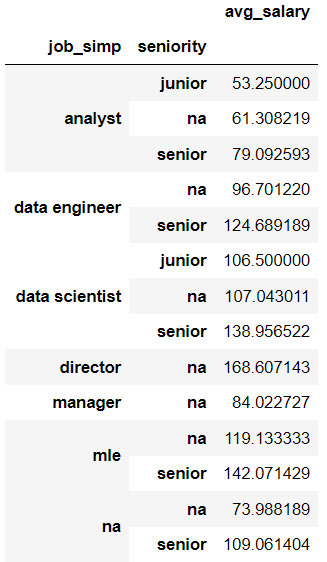 avg_salary
job_simp seniority
analyst junior 53.250000
na 61.308219
senior 79.092593
data engineer na 96.701220
senior 124.689189
data scientist junior 106.500000
na 107.043011
senior 138.956522
director na 168.607143
manager na 84.022727
mle na 119.133333
senior 142.071429
na na 73.988189
senior 109.061404